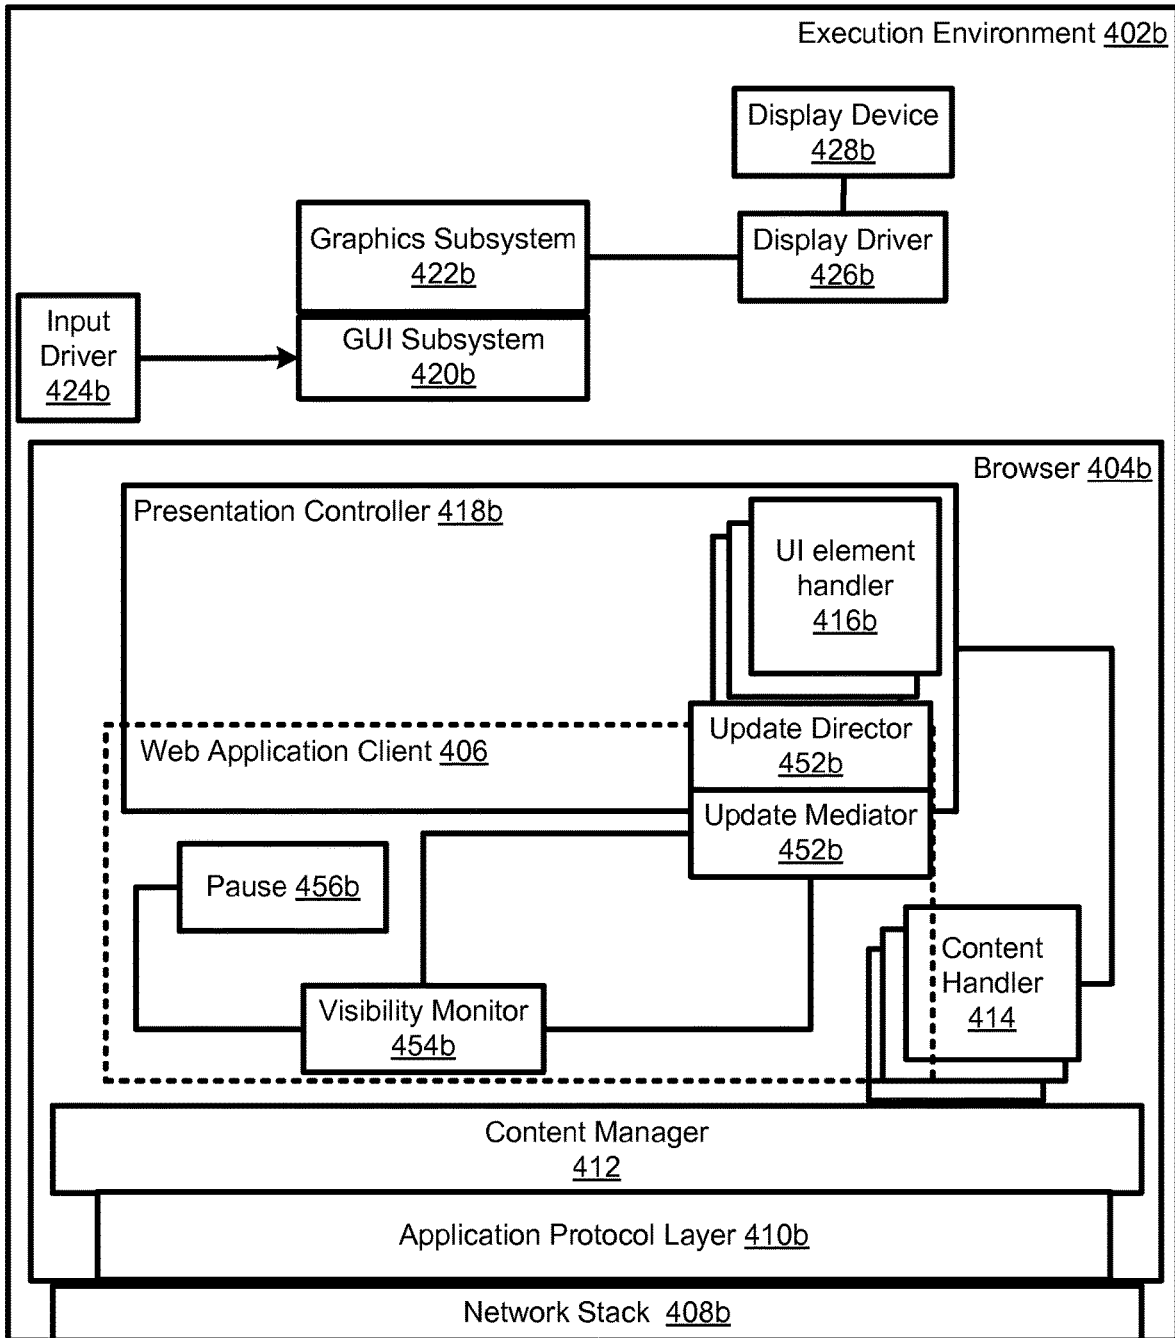 Execution Environment 402b
Display Device
428b
Graphics Subsystem
422b
Display Driver
426b
Input
Driver
424b
GUI Subsystem
420b
Browser 404b
Presentation Controller 418b
UI element
handler
416b
Update Director
452b
Web Application Client 406
Update Mediator
452b
Pause 456b
Content
Handler
414
Visibility Monitor
454b
Content Manager
412
Application Protocol Layer 410b
Network Stack 408b